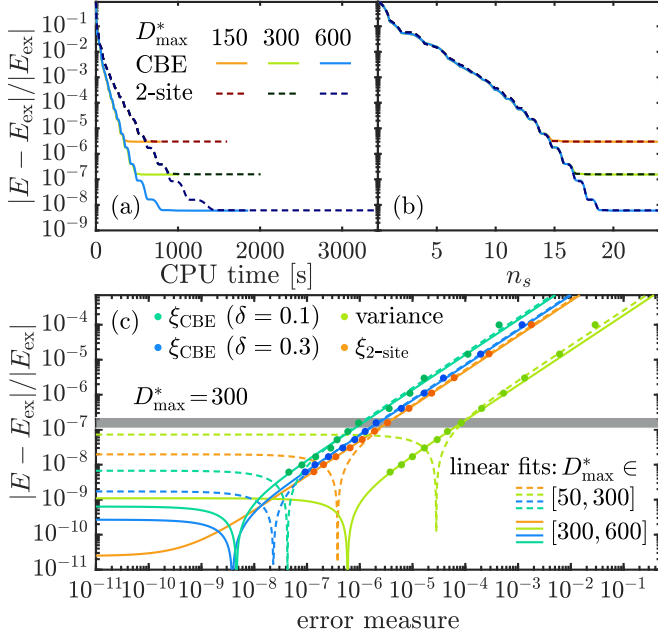 |E − E_ex|/|E_ex|
10^-1
10^-2
10^-3
10^-4
10^-5
10^-6
10^-7
10^-8
10^-9
D*_max 150 300 600
CBE
2-site
(a)
0 1000 2000 3000
CPU time [s]
(b)
5 10 15 20
n_s
|E − E_ex|/|E_ex|
10^-4
10^-5
10^-6
10^-7
10^-8
10^-9
10^-10
10^-11
(c) ξ_CBE (δ = 0.1) variance
ξ_CBE (δ = 0.3) ξ_2-site
D*_max = 300
linear fits: D*_max ∈
[50, 300]
[300, 600]
10^-11 10^-10 10^-9 10^-8 10^-7 10^-6 10^-5 10^-4 10^-3 10^-2 10^-1
error measure